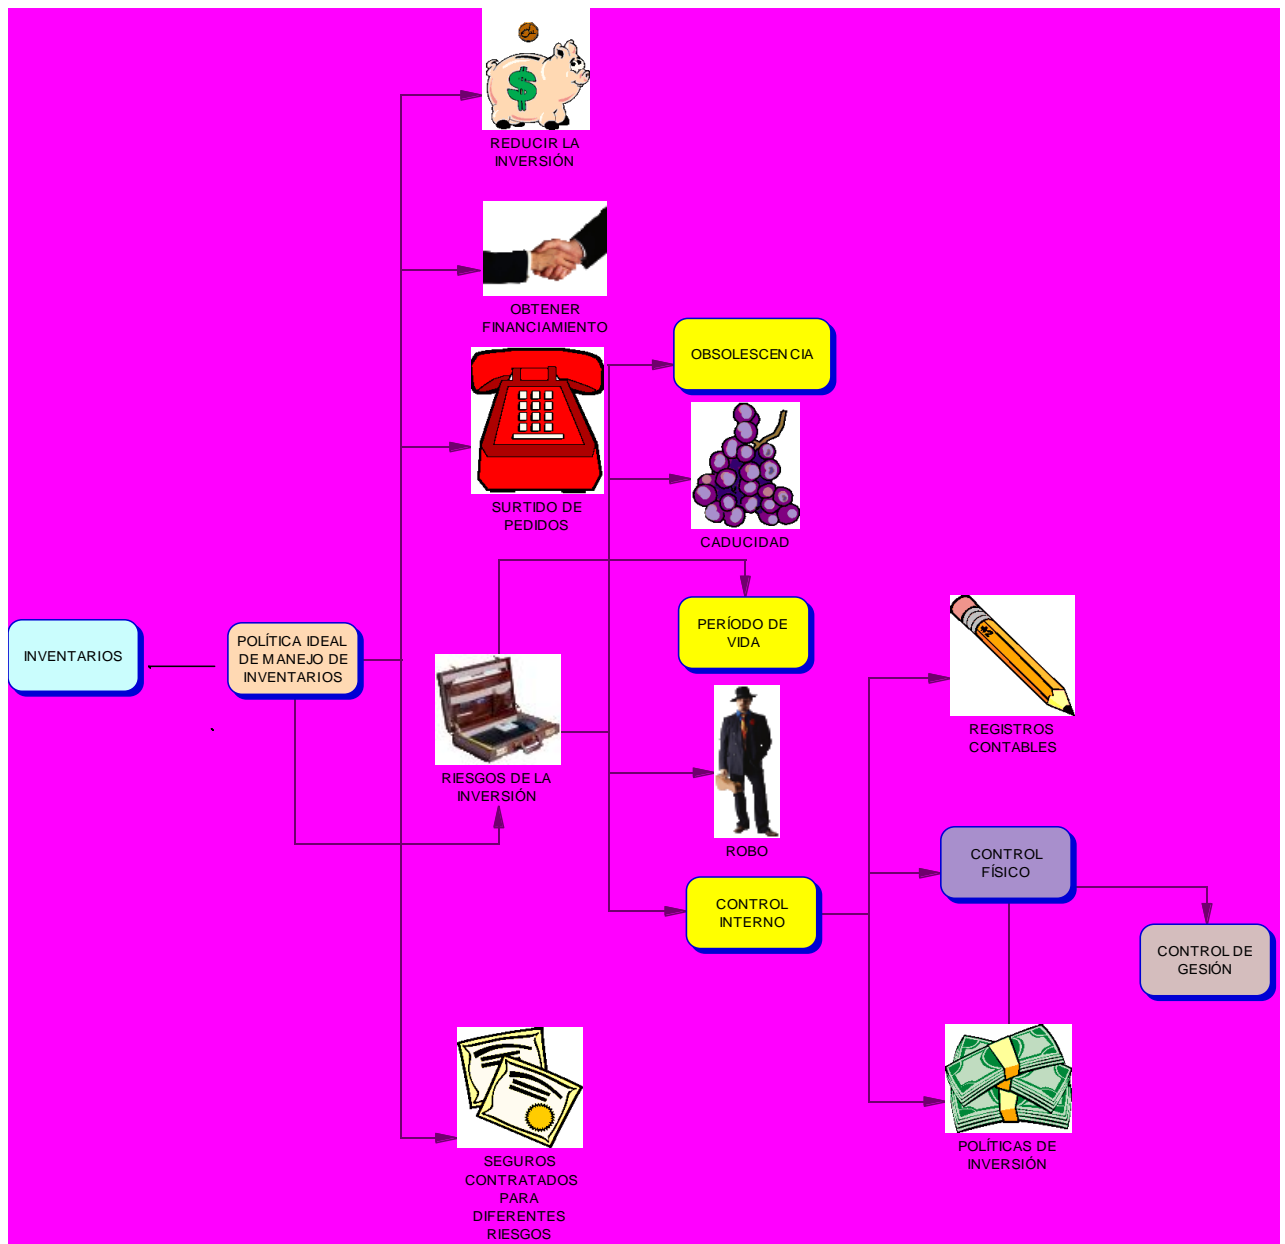 REDUCIR LA
INVERSIÓN
OBTENER
FINANCIAMIENTO
OBSOLESCENCIA
SURTIDO DE
PEDIDOS
CADUCIDAD
INVENTARIOS
POLÍTICA IDEAL
DE MANEJO DE
INVENTARIOS
PERÍODO DE
VIDA
REGISTROS
CONTABLES
RIESGOS DE LA
INVERSIÓN
ROBO
CONTROL
FÍSICO
CONTROL
INTERNO
CONTROL DE
GESIÓN
POLÍTICAS DE
INVERSIÓN
SEGUROS
CONTRATADOS
PARA
DIFERENTES
RIESGOS